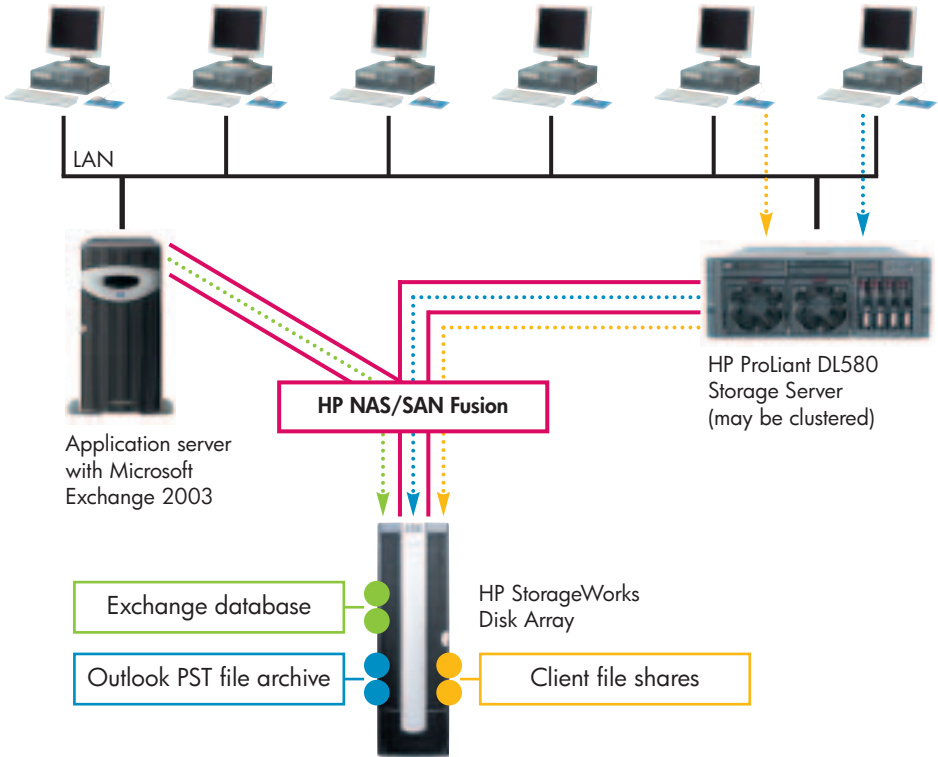 LAN
HP ProLiant DL580
Storage Server
(may be clustered)
HP NAS/SAN Fusion
Application server
with Microsoft
Exchange 2003
HP StorageWorks
Disk Array
Exchange database
Outlook PST file archive
Client file shares